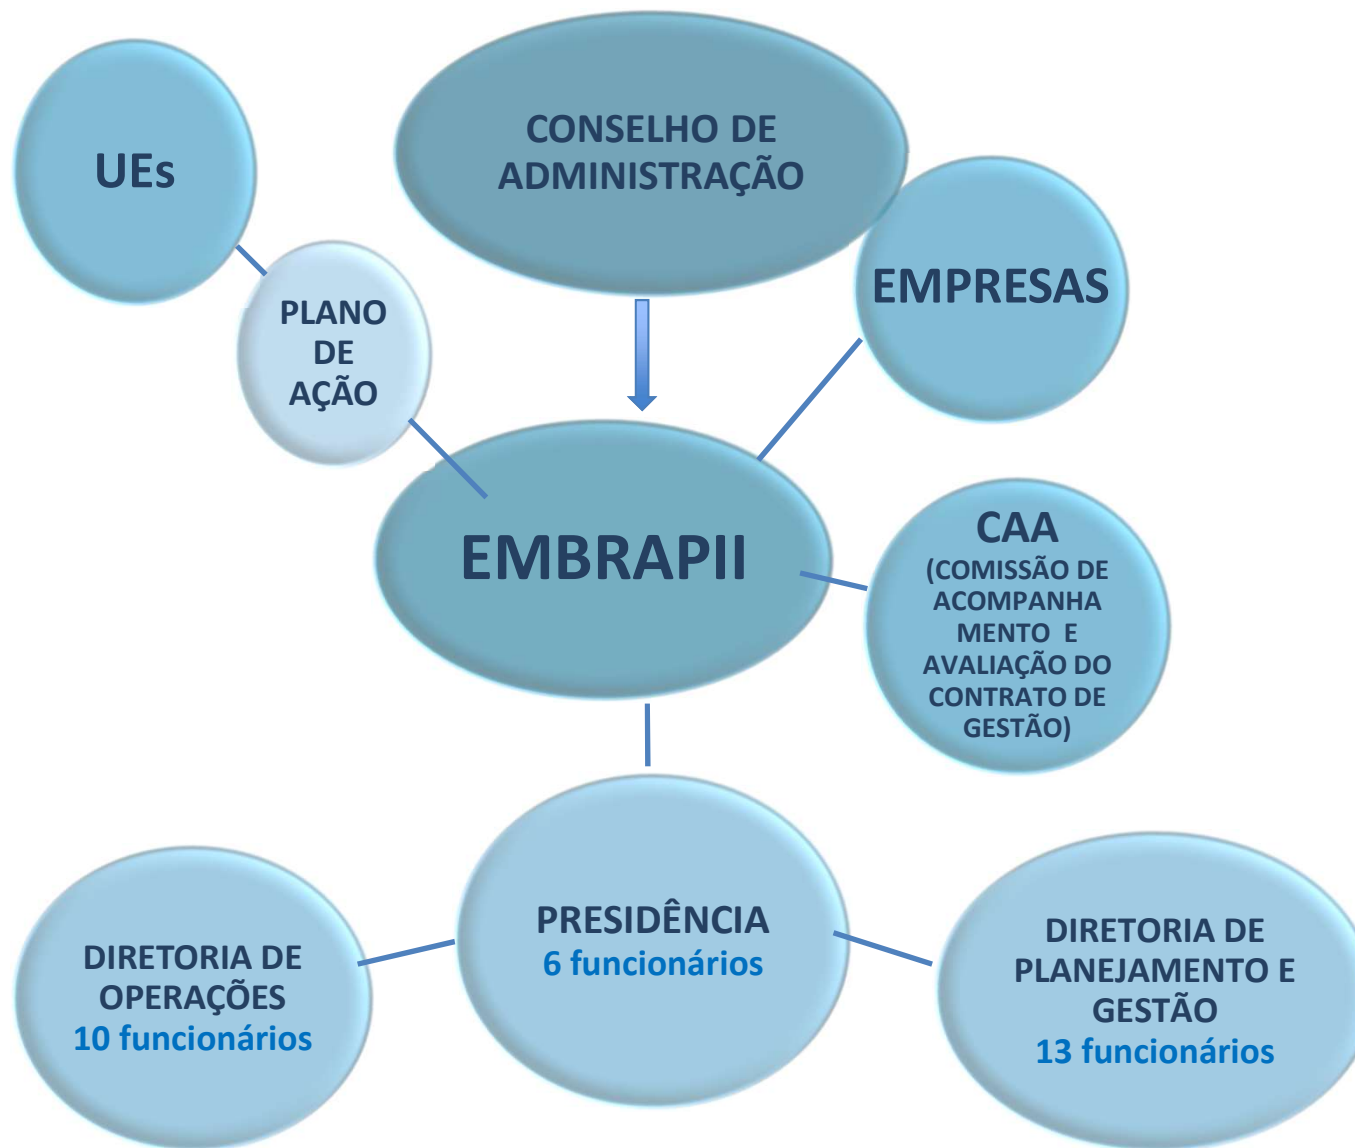 UEs
CONSELHO DE
ADMINISTRAÇÃO
EMPRESAS
PLANO
DE
AÇÃO
EMBRAPII
CAA
(COMISSÃO DE
ACOMPANHA
MENTO E
AVALIAÇÃO DO
CONTRATO DE
GESTÃO)
PRESIDÊNCIA
6 funcionários
DIRETORIA DE
OPERAÇÕES
10 funcionários
DIRETORIA DE
PLANEJAMENTO E
GESTÃO
13 funcionários